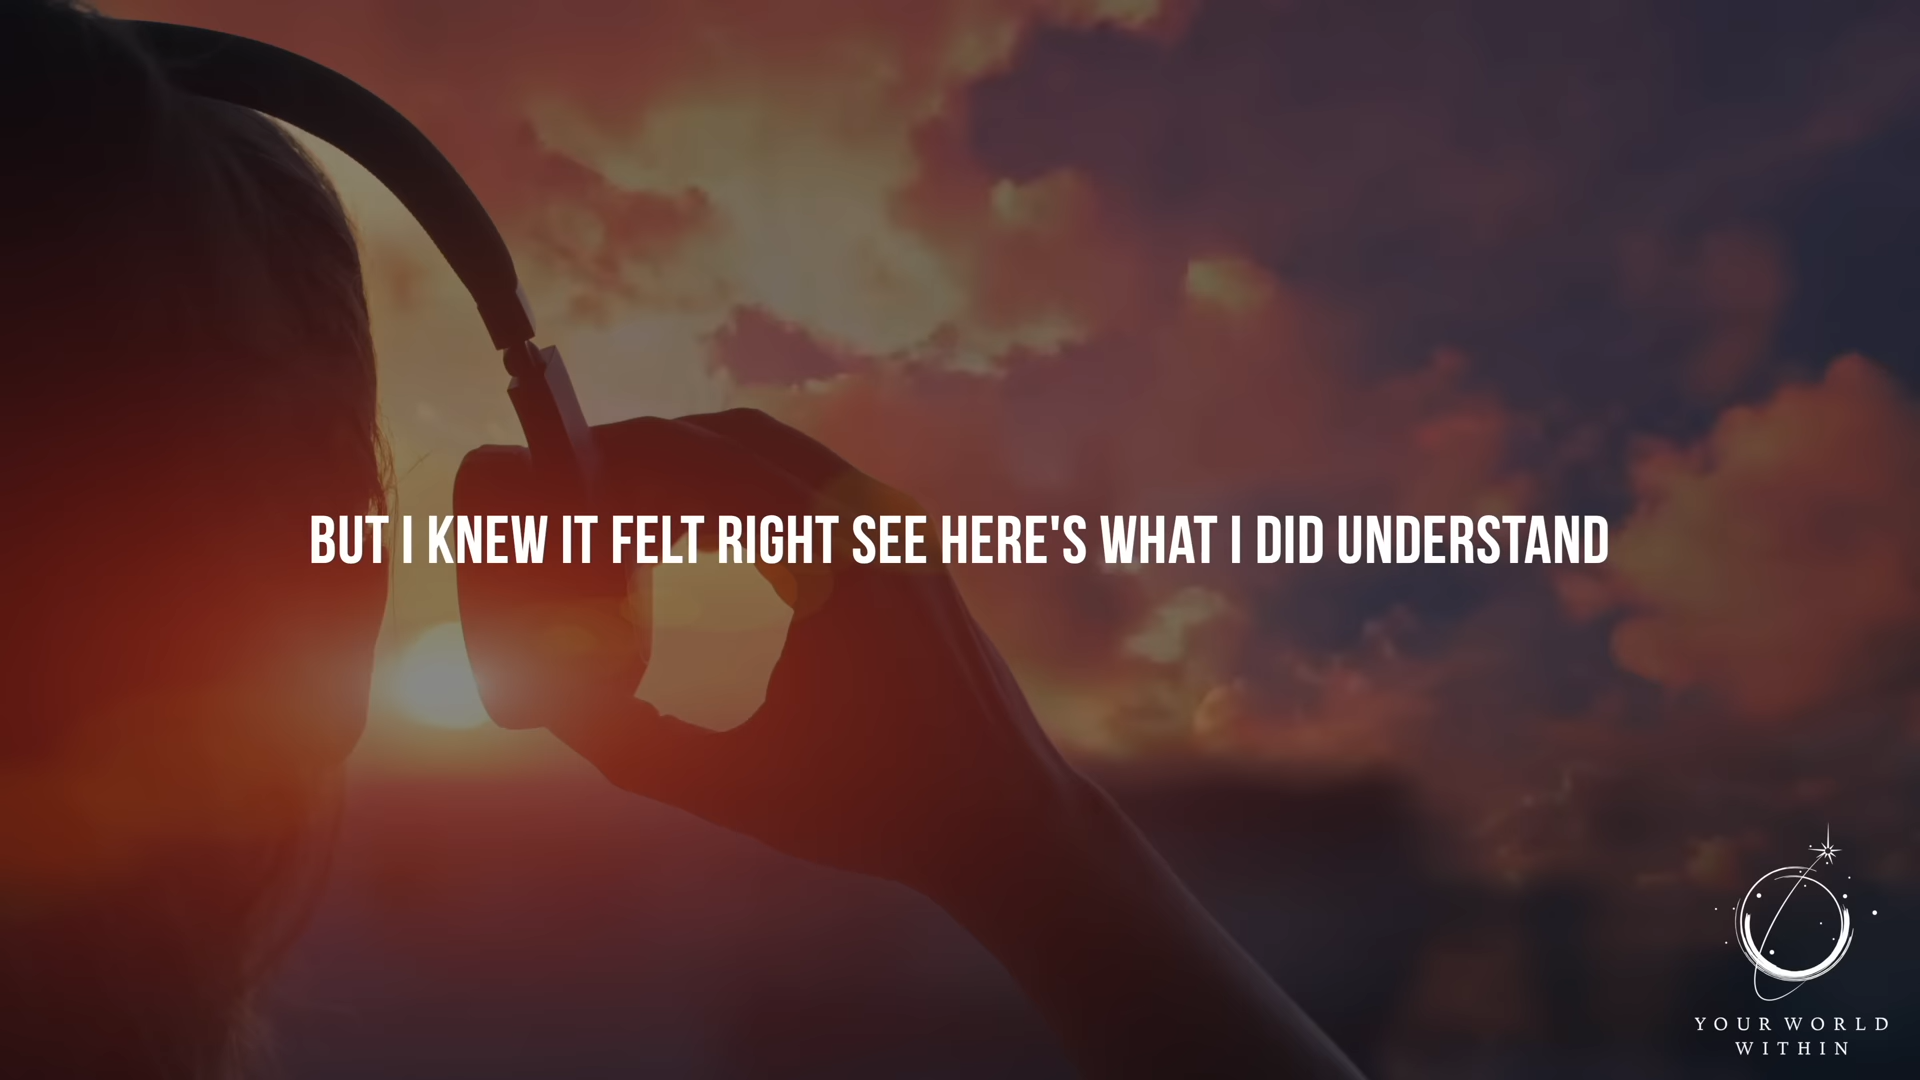 BUT I KNEW IT FELT RIGHT SEE HERE'S WHAT I DID UNDERSTAND
YOUR WORLD
WITHIN